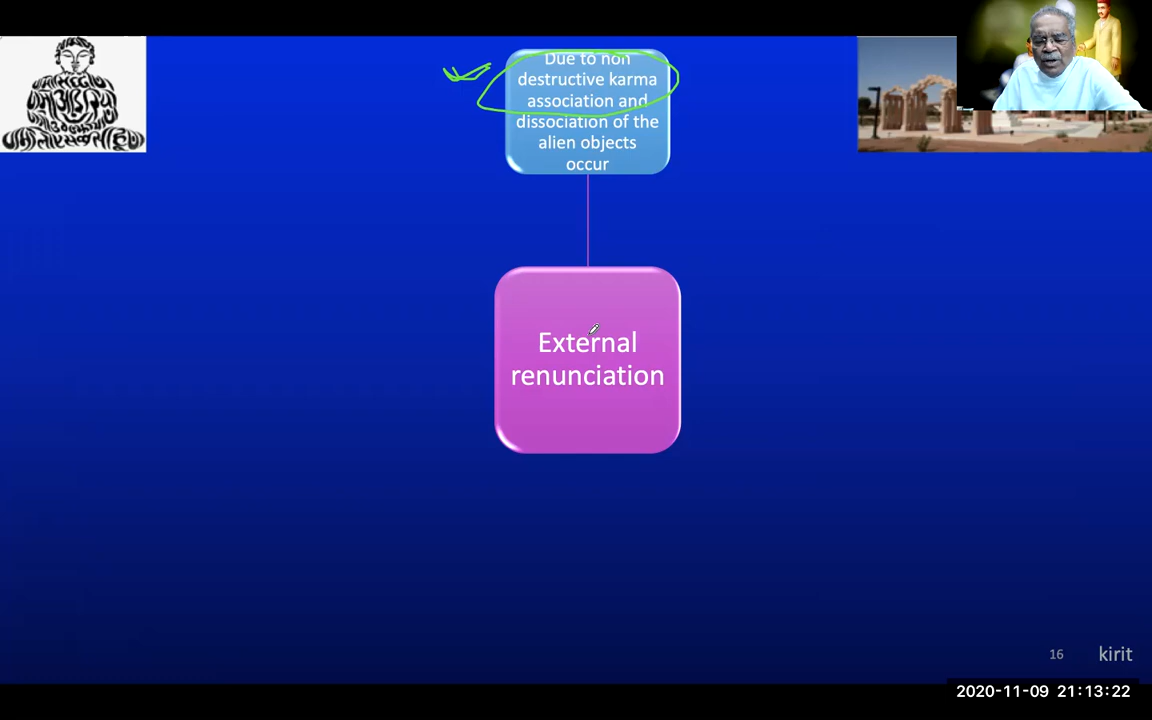 Due to non
destructive karma
association and
dissociation of the
alien objects
occur
External
renunciation
16
kirit
2020-11-09 21:13:22